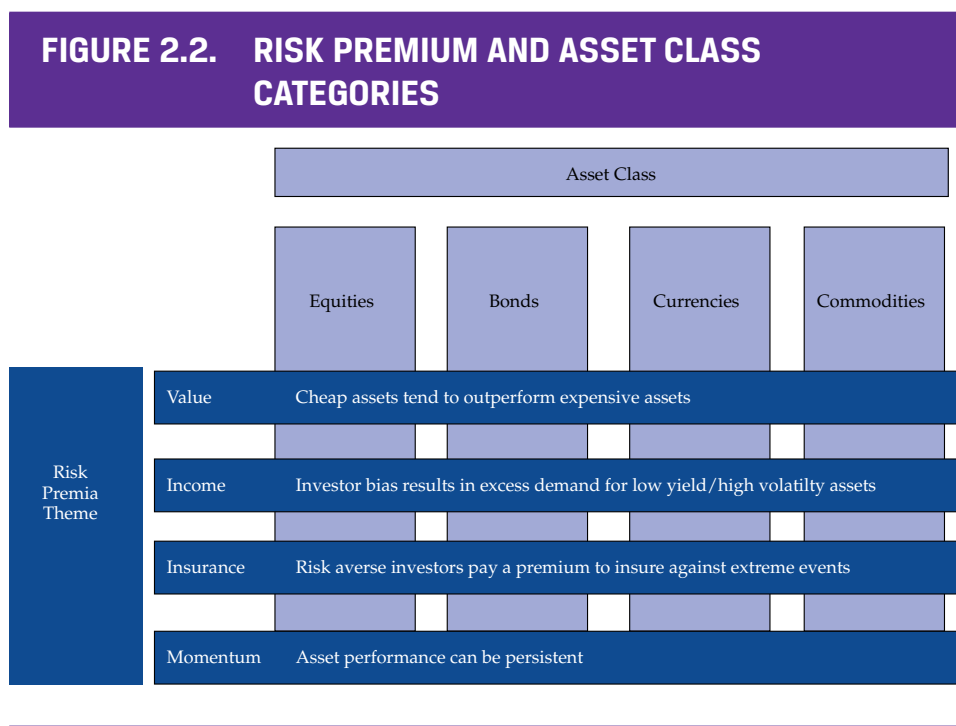 FIGURE 2.2. RISK PREMIUM AND ASSET CLASS
CATEGORIES
Asset Class
Equities Bonds Currencies Commodities
Risk
Premia
Theme
Value Cheap assets tend to outperform expensive assets
Income Investor bias results in excess demand for low yield/high volatilty assets
Insurance Risk averse investors pay a premium to insure against extreme events
Momentum Asset performance can be persistent